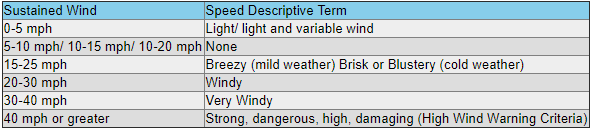 Sustained Wind Speed Descriptive Term
0-5 mph Light/ light and variable wind
5-10 mph/ 10-15 mph/ 10-20 mph None
15-25 mph Breezy (mild weather) Brisk or Blustery (cold weather)
20-30 mph Windy
30-40 mph Very Windy
40 mph or greater Strong, dangerous, high, damaging (High Wind Warning Criteria)